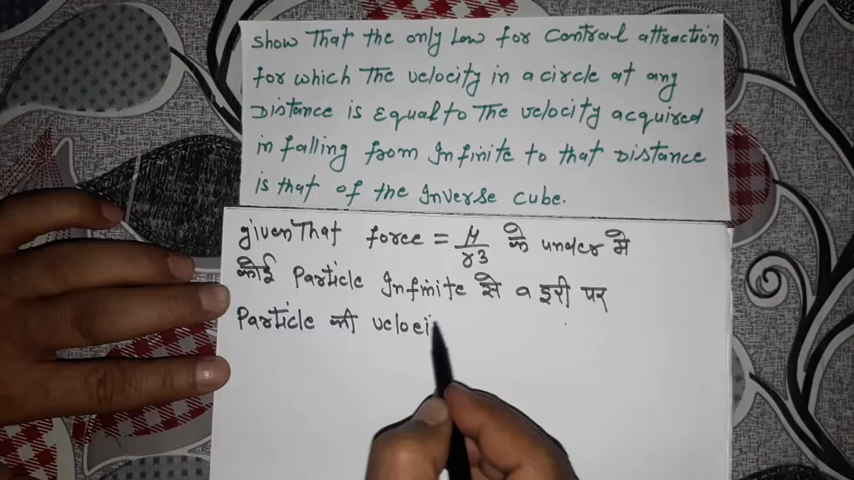 Show That the only Low for Contral attraction
for which The velocity in a circle at any
Distance is Equal to The velocity acquired
in falling from Infinite to that Distance
is that of the Inverse cube.
given That force = μ/r3 के under मे
कोई Particle Infinite से a दूरी पर
Particle की veloci